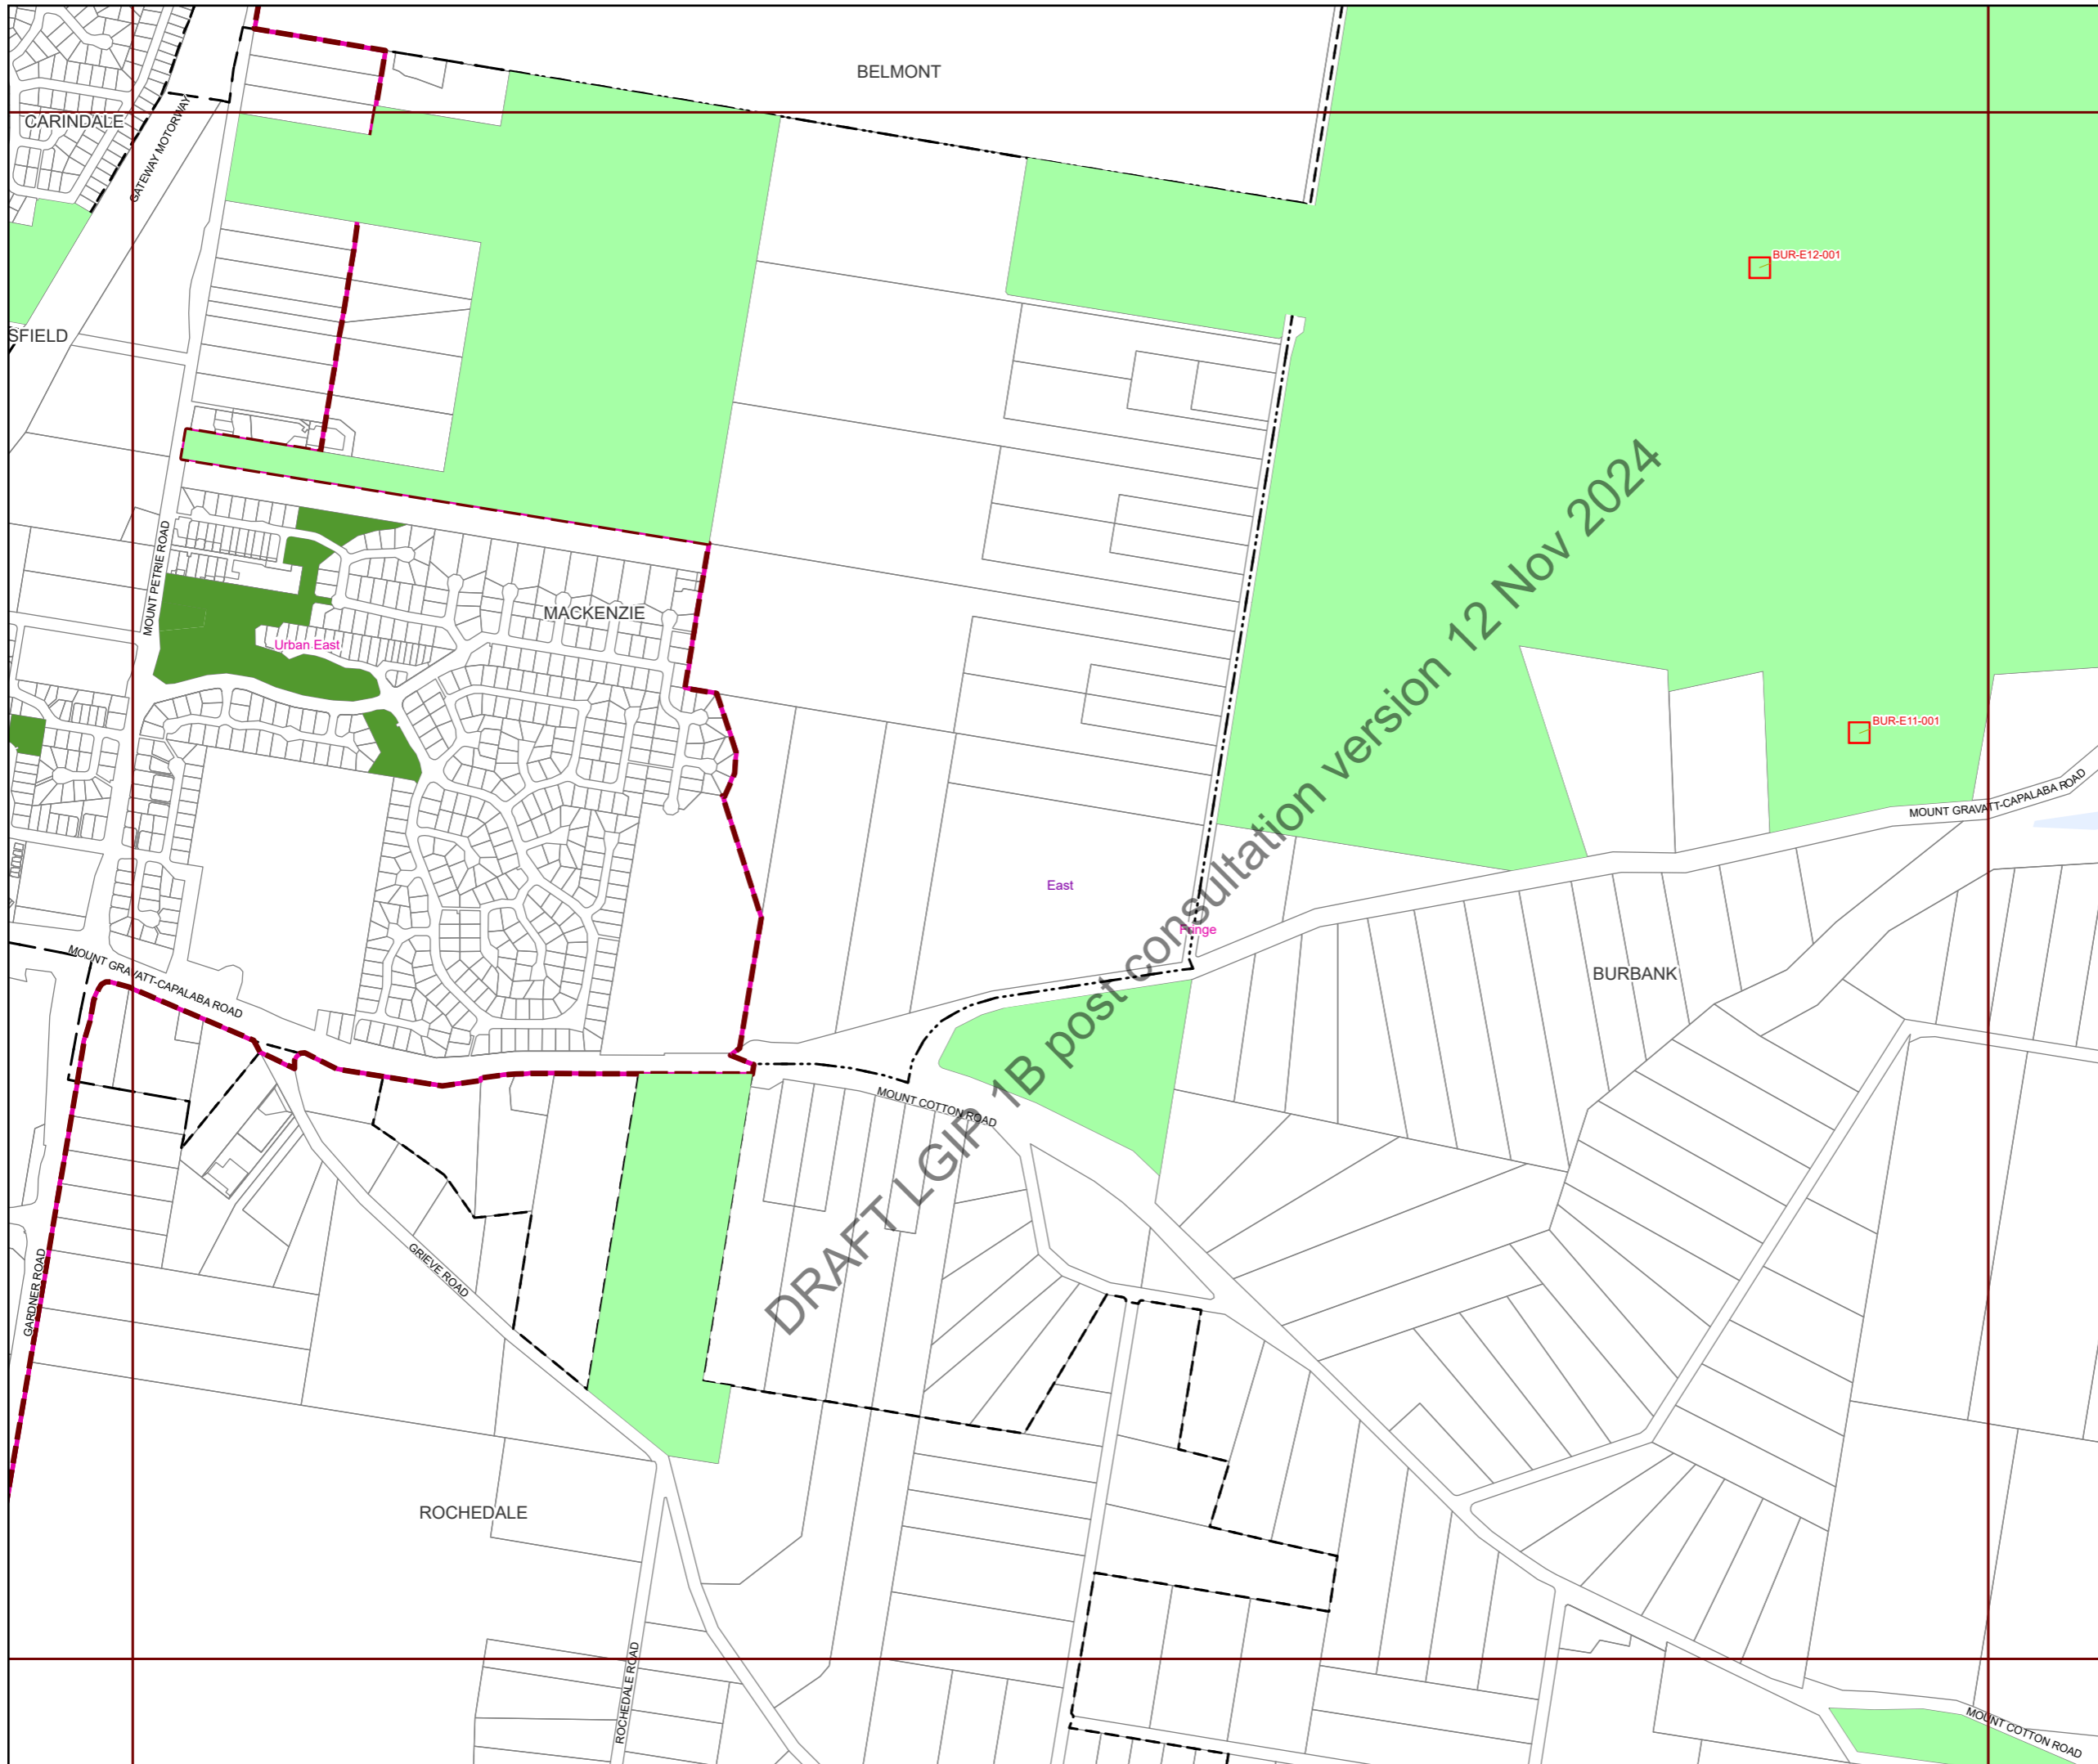 BELMONT
CARINDALE
GATEWAY MOTORWAY
BUR-E12-001
SFIELD
DRAFT LGIP 1B post consultation version 12 Nov 2024
MOUNT PETRIE ROAD
MACKENZIE
Urban East
BUR-E11-001
MOUNT GRAVATT-CAPALABA ROAD
East
Fringe
MOUNT GRAVATT-CAPALABA ROAD
BURBANK
MOUNT COTTON ROAD
GARDNER ROAD
GRIEVE ROAD
ROCHEDALE
ROCHEDALE ROAD
MOUNT COTTON ROAD